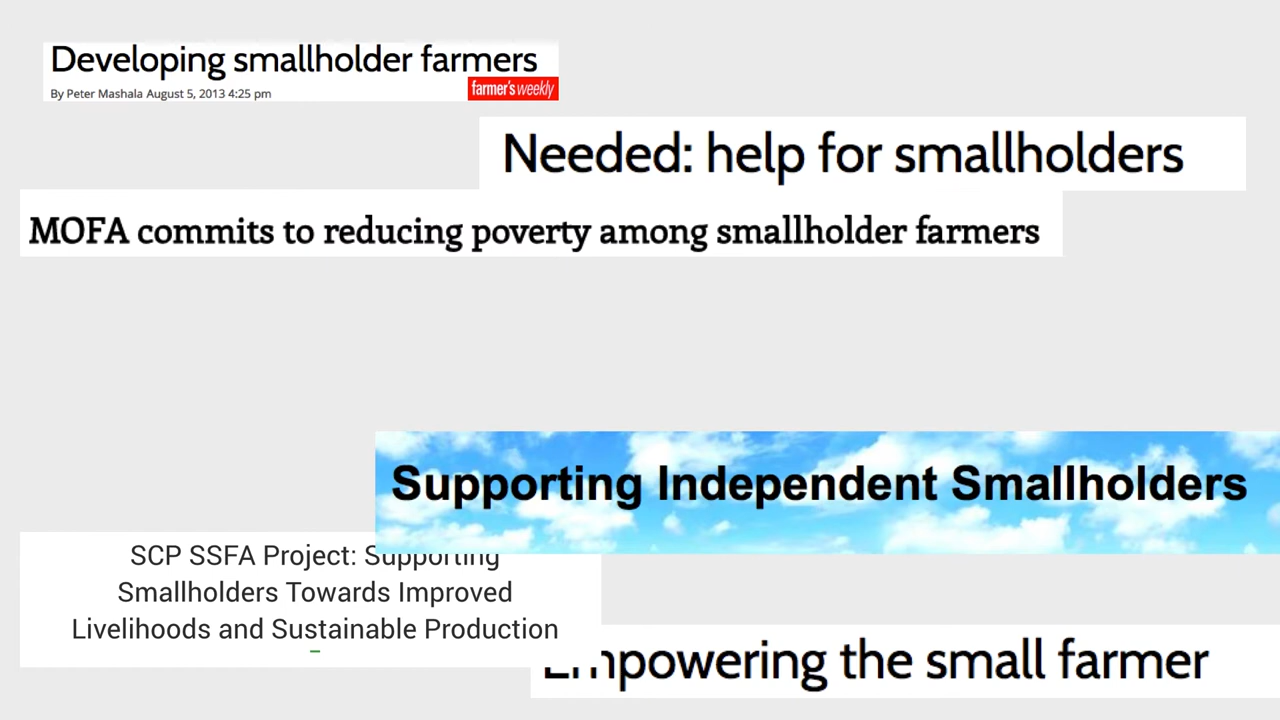 Developing smallholder farmers
By Peter Mashala August 5, 2013 4:25 pm
farmer's weekly
Needed: help for smallholders
MOFA commits to reducing poverty among smallholder farmers
Supporting Independent Smallholders
SCP SSFA Project: Supporting
Smallholders Towards Improved
Livelihoods and Sustainable Production
Empowering the small farmer